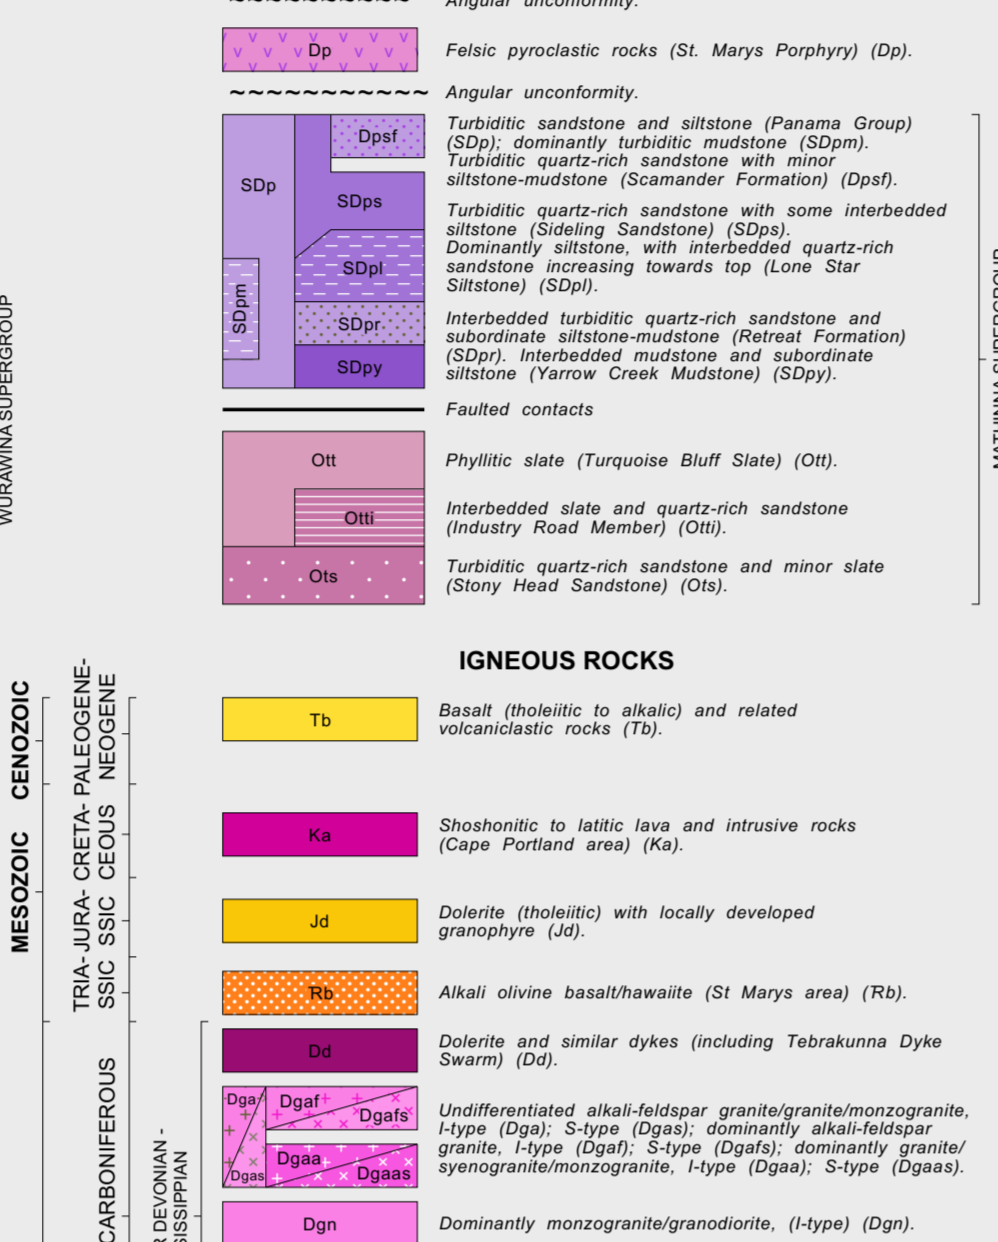 Angular unconformity.
Dp
Felsic pyroclastic rocks (St. Marys Porphyry) (Dp).
~~~~~~~~~~~
Angular unconformity.
SDp
Dpsf
SDps
SDpl
SDpm
SDpr
SDpy
Turbiditic sandstone and siltstone (Panama Group)
(SDp); dominantly turbiditic mudstone (SDpm).
Turbiditic quartz-rich sandstone with minor
siltstone-mudstone (Scamander Formation) (Dpsf).
Turbiditic quartz-rich sandstone with some interbedded
siltstone (Sideling Sandstone) (SDps).
Dominantly siltstone, with interbedded quartz-rich
sandstone increasing towards top (Lone Star
Siltstone) (SDpl).
Interbedded turbiditic quartz-rich sandstone and
subordinate siltstone-mudstone (Retreat Formation)
(SDpr). Interbedded mudstone and subordinate
siltstone (Yarrow Creek Mudstone) (SDpy).
WURAWINA SUPERGROUP
MATHINNA SUPERGROUP
Faulted contacts
Ott
Phyllitic slate (Turquoise Bluff Slate) (Ott).
Otti
Interbedded slate and quartz-rich sandstone
(Industry Road Member) (Otti).
Ots
Turbiditic quartz-rich sandstone and minor slate
(Stony Head Sandstone) (Ots).
IGNEOUS ROCKS
CENOZOIC
PALEOGENE-
NEOGENE
Tb
Basalt (tholeiitic to alkalic) and related
volcaniclastic rocks (Tb).
MESOZOIC
CRETA-
CEOUS
Ka
Shoshonitic to latitic lava and intrusive rocks
(Cape Portland area) (Ka).
JURA-
SSIC
Jd
Dolerite (tholeiitic) with locally developed
granophyre (Jd).
TRIA-
SSIC
Ꞧb
Alkali olivine basalt/hawaiite (St Marys area) (Ꞧb).
CARBONIFEROUS
R DEVONIAN -
SISSIPPIAN
Dd
Dolerite and similar dykes (including Tebrakunna Dyke
Swarm) (Dd).
Dga
Dgaf
Dgafs
Dgaa
Dgaas
Dgas
Undifferentiated alkali-feldspar granite/granite/monzogranite,
I-type (Dga); S-type (Dgas); dominantly alkali-feldspar
granite, I-type (Dgaf); S-type (Dgafs); dominantly granite/
syenogranite/monzogranite, I-type (Dgaa); S-type (Dgaas).
Dgn
Dominantly monzogranite/granodiorite, (I-type) (Dgn).